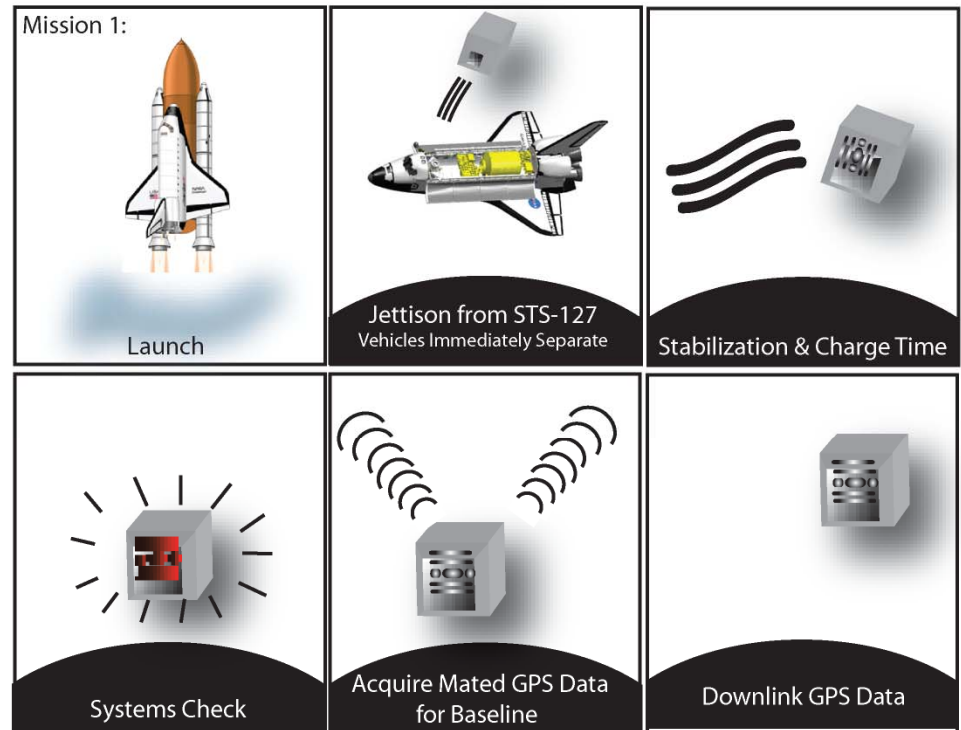 Mission 1:
Launch
Jettison from STS-127
Vehicles Immediately Separate
Stabilization & Charge Time
Systems Check
Acquire Mated GPS Data
for Baseline
Downlink GPS Data